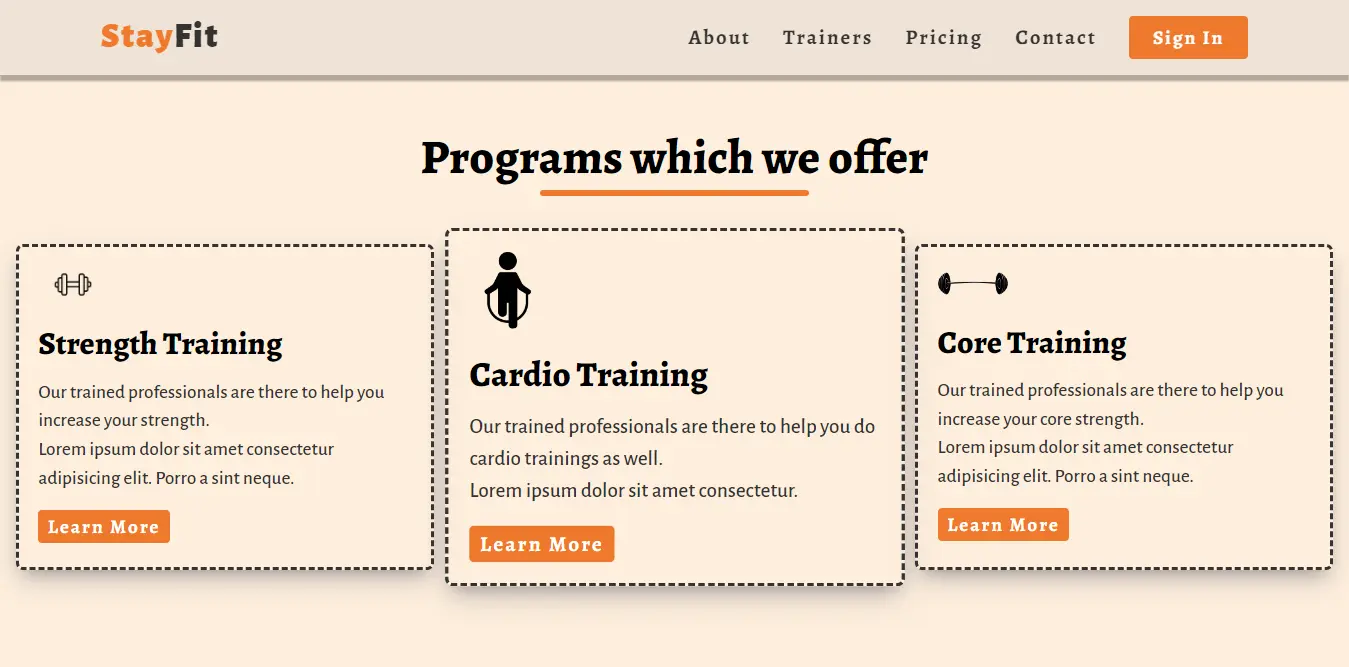 StayFit
About Trainers Pricing Contact Sign In
Programs which we offer
Strength Training
Our trained professionals are there to help you
increase your strength.
Lorem ipsum dolor sit amet consectetur
adipisicing elit. Porro a sint neque.
Learn More
Cardio Training
Our trained professionals are there to help you do
cardio trainings as well.
Lorem ipsum dolor sit amet consectetur.
Learn More
Core Training
Our trained professionals are there to help you
increase your core strength.
Lorem ipsum dolor sit amet consectetur
adipisicing elit. Porro a sint neque.
Learn More